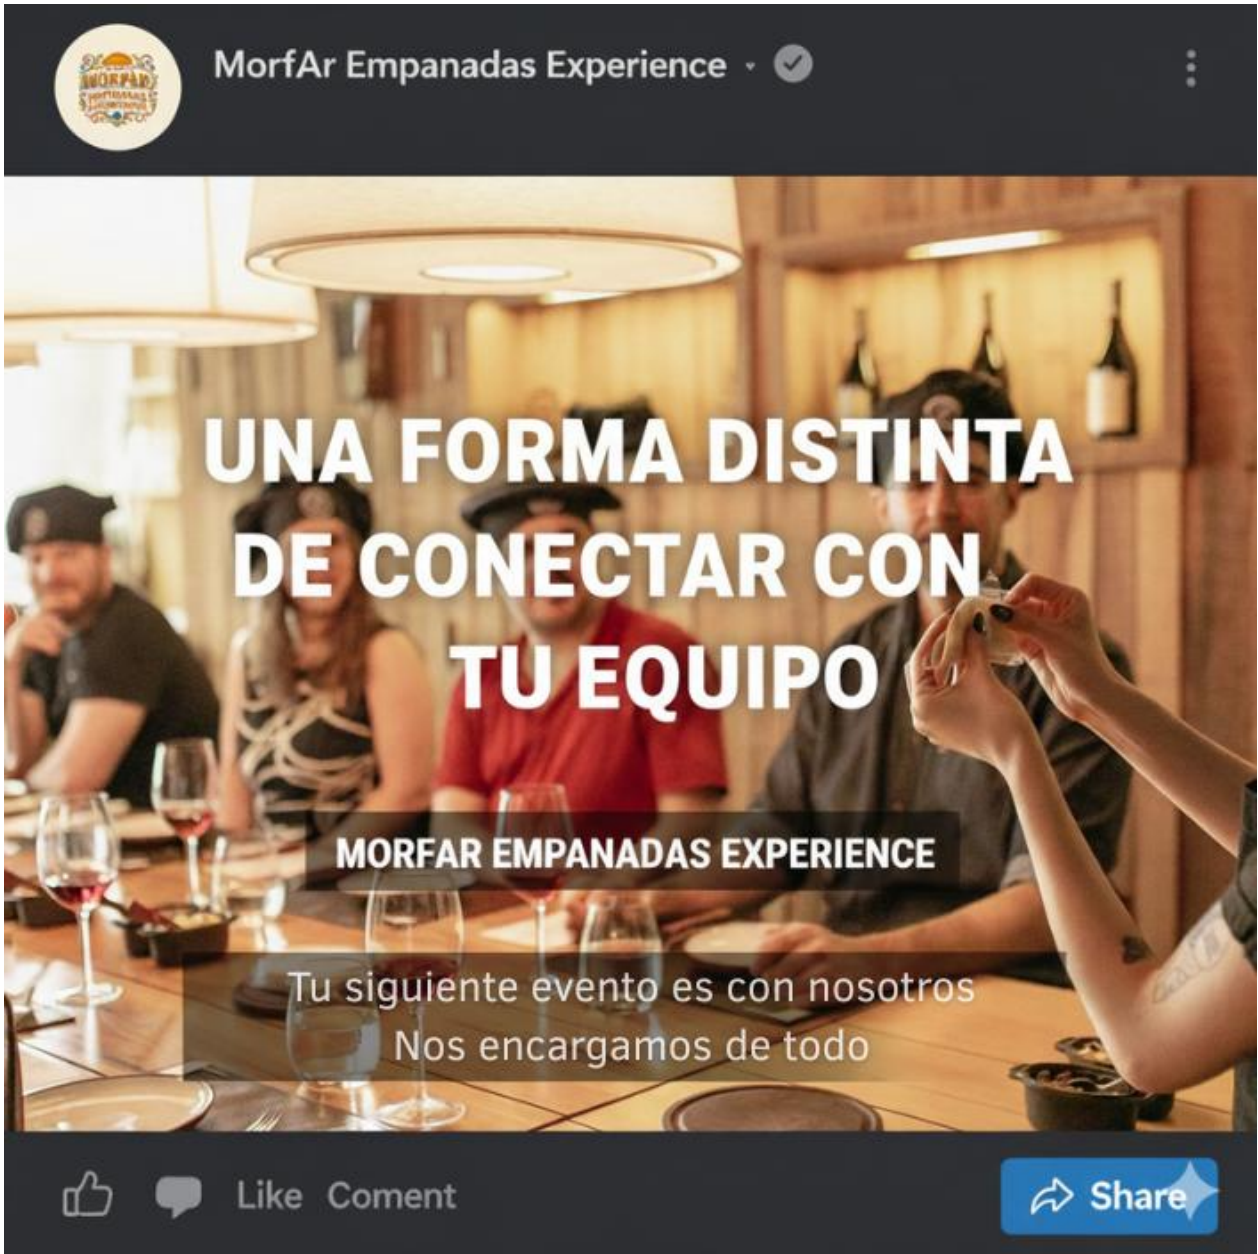 MorfAr Empanadas Experience
MORFAR
UNA FORMA DISTINTA
DE CONECTAR CON
TU EQUIPO
MORFAR EMPANADAS EXPERIENCE
Tu siguiente evento es con nosotros
Nos encargamos de todo
Like Coment
Share